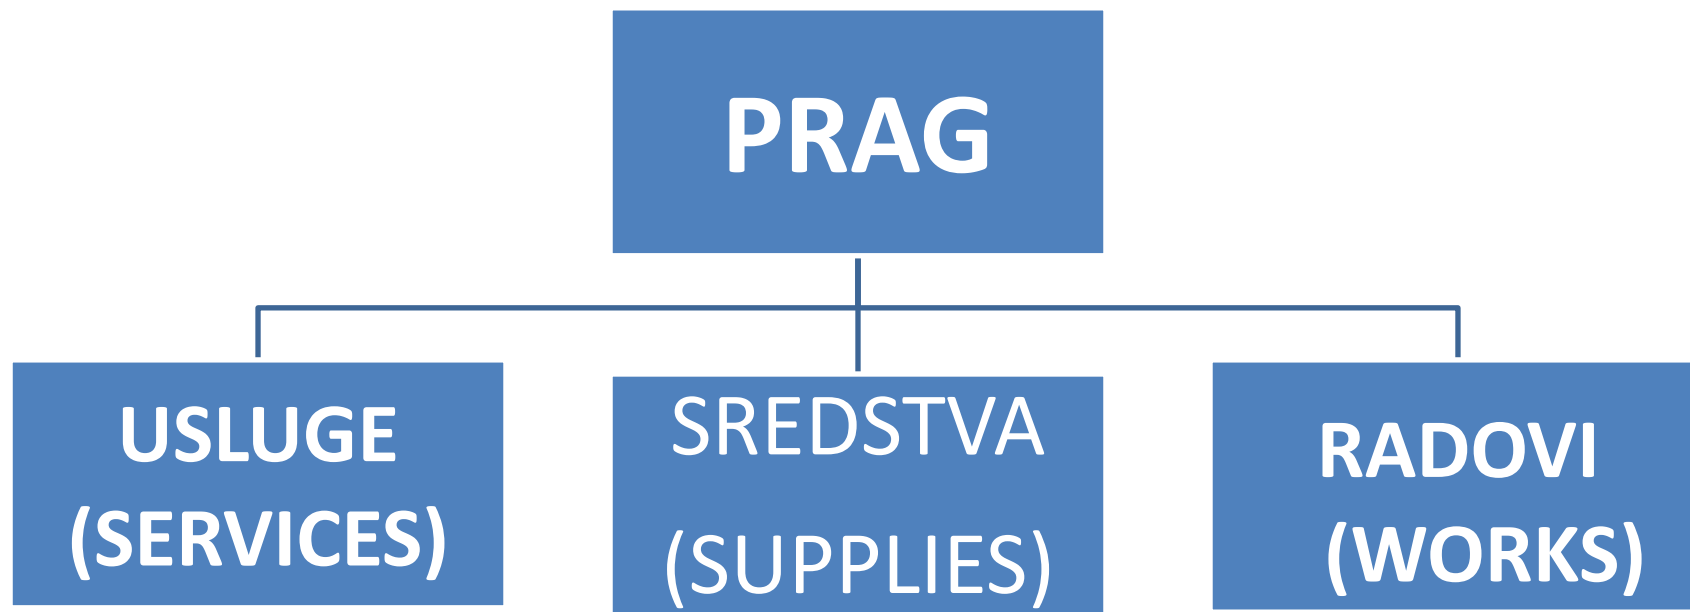 PRAG
USLUGE
(SERVICES)
SREDSTVA
(SUPPLIES)
RADOVI
(WORKS)